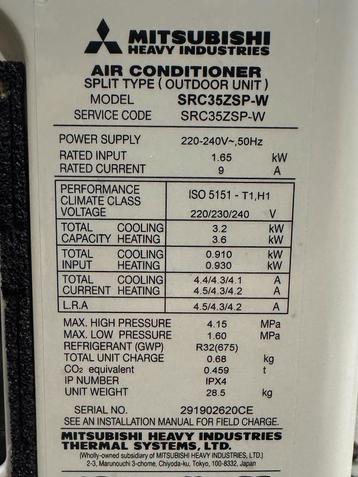 MITSUBISHI
HEAVY INDUSTRIES
AIR CONDITIONER
SPLIT TYPE ( OUTDOOR UNIT )
MODEL SRC35ZSP-W
SERVICE CODE SRC35ZSP-W
POWER SUPPLY 220-240V~,50Hz
RATED INPUT 1.65 kW
RATED CURRENT 9 A
PERFORMANCE
CLIMATE CLASS ISO 5151 - T1,H1
VOLTAGE 220/230/240 V
TOTAL COOLING 3.2 kW
CAPACITY HEATING 3.6 kW
TOTAL COOLING 0.910 kW
INPUT HEATING 0.930 kW
TOTAL COOLING 4.4/4.3/4.1 A
CURRENT HEATING 4.5/4.3/4.2 A
L.R.A 4.5/4.3/4.2 A
MAX. HIGH PRESSURE 4.15 MPa
MAX. LOW PRESSURE 1.60 MPa
REFRIGERANT (GWP) R32(675)
TOTAL UNIT CHARGE 0.68 kg
CO₂ equivalent 0.459 t
IP NUMBER IPX4
UNIT WEIGHT 28.5 kg
SERIAL NO. 291902620CE
SEE AN INSTALLATION MANUAL FOR FIELD CHARGE.
MITSUBISHI HEAVY INDUSTRIES
THERMAL SYSTEMS, LTD.
(Wholly-owned subsidiary of MITSUBISHI HEAVY INDUSTRIES, LTD.)
2-3, Marunouchi 3-chome, Chiyoda-ku, Tokyo, 100-8332, Japan